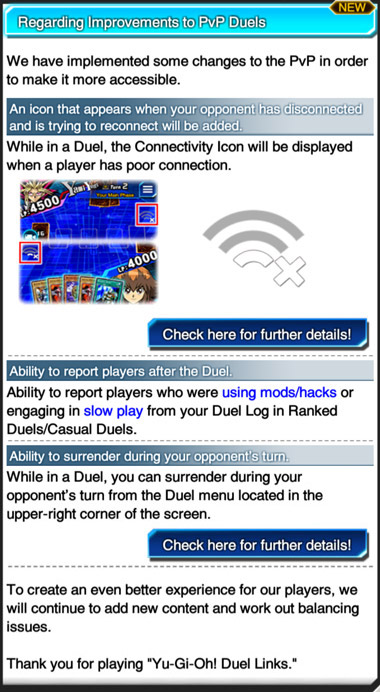 NEW
Regarding Improvements to PvP Duels
We have implemented some changes to the PvP in order
to make it more accessible.
An icon that appears when your opponent has disconnected
and is trying to reconnect will be added.
While in a Duel, the Connectivity Icon will be displayed
when a player has poor connection.
Turn 2
Your Main Phase
LP:4500
LP:4000
Check here for further details!
Ability to report players after the Duel.
Ability to report players who were using mods/hacks or
engaging in slow play from your Duel Log in Ranked
Duels/Casual Duels.
Ability to surrender during your opponent's turn.
While in a Duel, you can surrender during your
opponent's turn from the Duel menu located in the
upper-right corner of the screen.
Check here for further details!
To create an even better experience for our players, we
will continue to add new content and work out balancing
issues.
Thank you for playing "Yu-Gi-Oh! Duel Links."